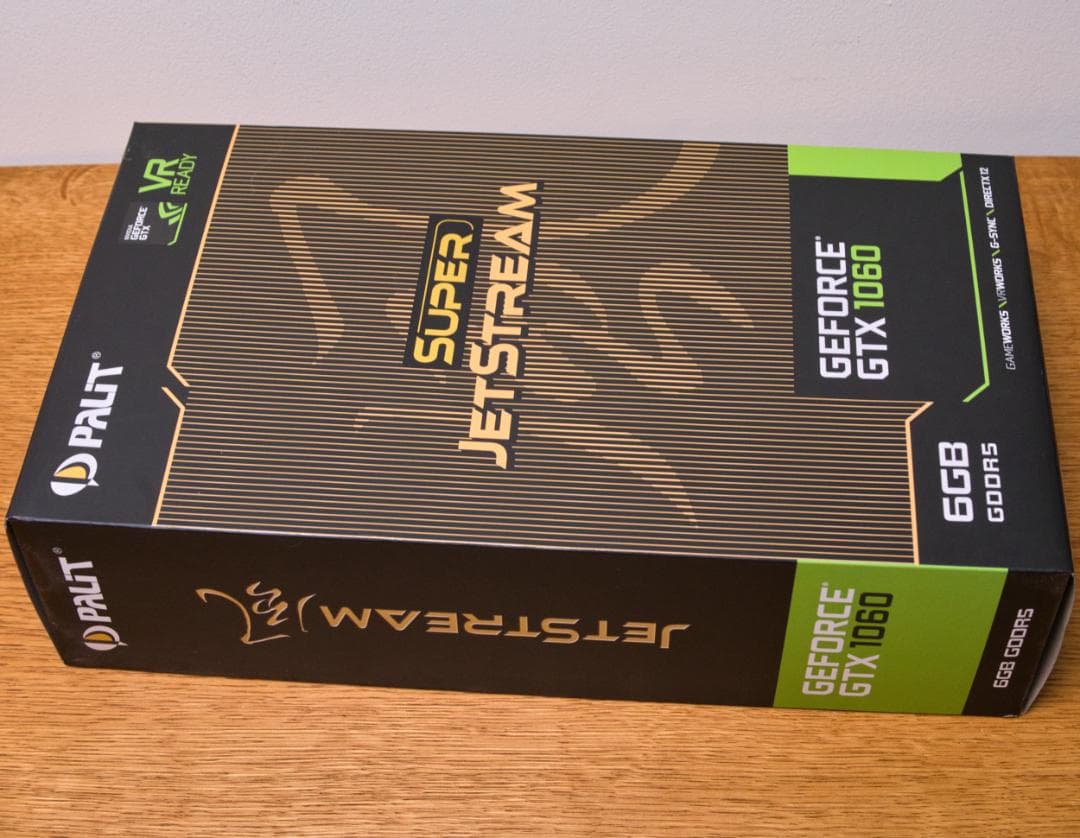 PALIT®
NVIDIA
GEFORCE
GTX
VR
READY
SUPER
JETSTREAM
GEFORCE®
GTX 1060
GAMEWORKS \ VRWORKS \ G-SYNC \ DIRECTX 12
6GB
GDDR5
PALIT®
JETSTREAM
GEFORCE®
GTX 1060
6GB GDDR5